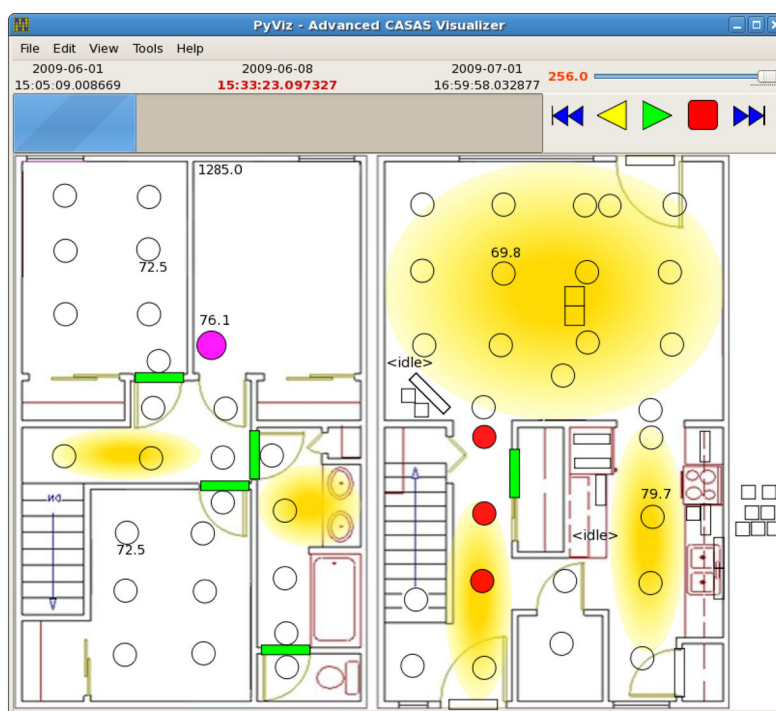 PyViz - Advanced CASAS Visualizer
File Edit View Tools Help
2009-06-01 2009-06-08 2009-07-01 256.0
15:05:09.008669 15:33:23.097327 16:59:58.032877
1285.0
69.8
72.5
76.1
<idle>
DN
79.7
<idle>
72.5